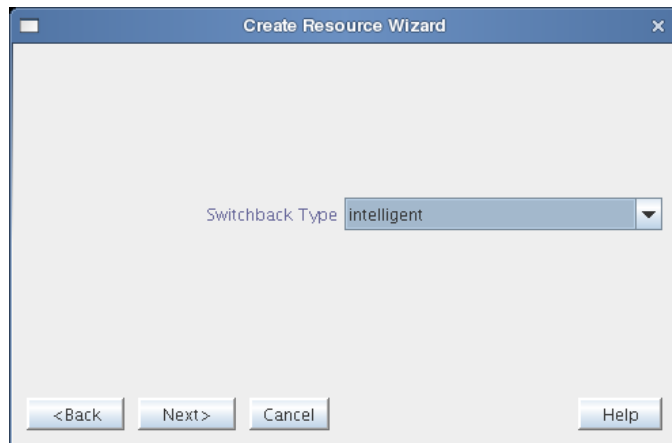 Create Resource Wizard
Switchback Type intelligent
<Back Next> Cancel Help